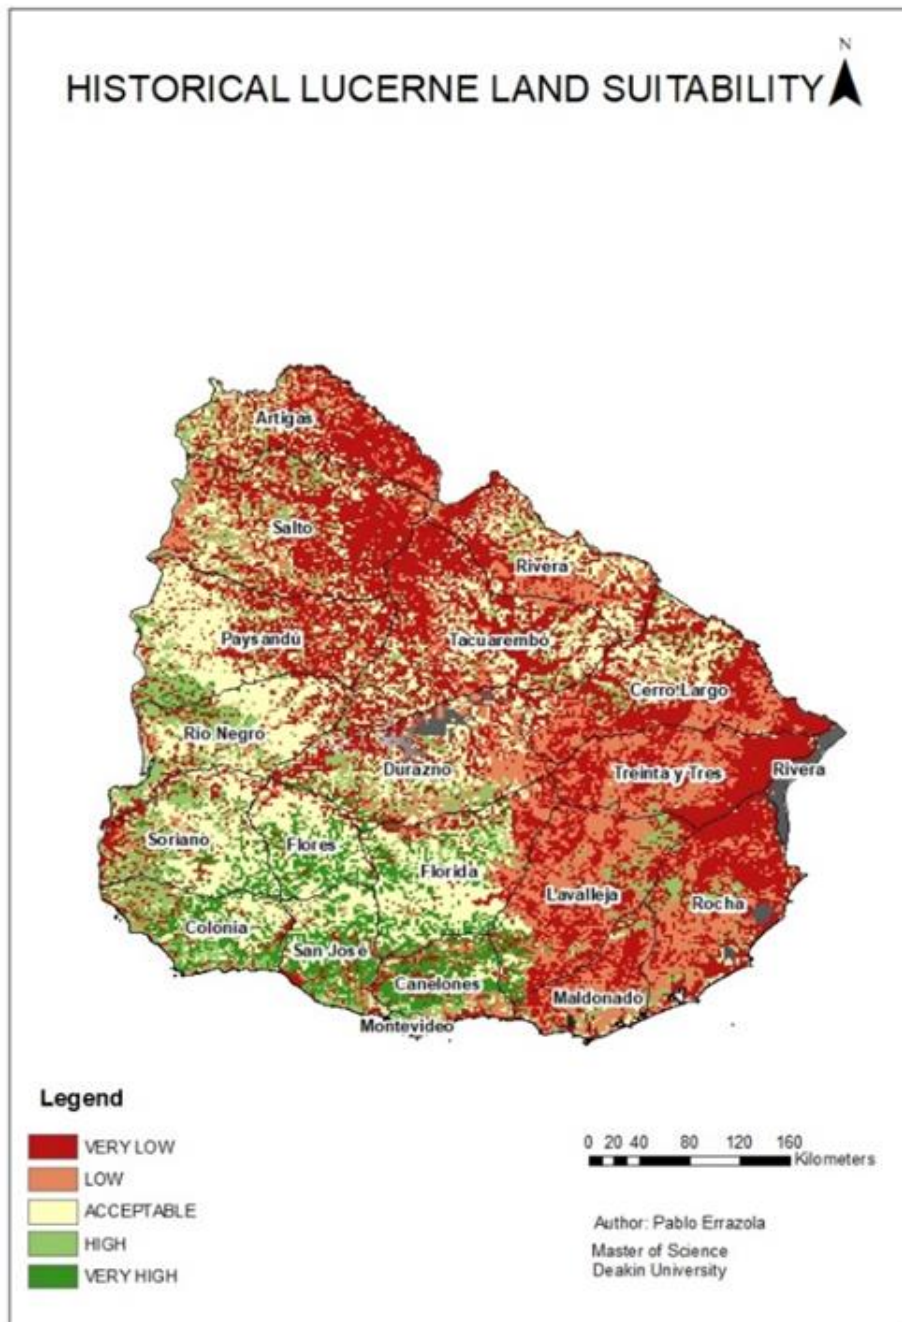 N
HISTORICAL LUCERNE LAND SUITABILITY
Artigas
Salto
Rivera
Paysandú
Tacuarembó
Cerro Largo
Rio Negro
Durazno
Treinta y Tres
Rivera
Soriano
Flores
Florida
Lavalleja
Rocha
Colonia
San José
Canelones
Maldonado
Montevideo
Legend
VERY LOW
LOW
ACCEPTABLE
HIGH
VERY HIGH
0 20 40 80 120 160
Kilometers
Author: Pablo Errazola
Master of Science
Deakin University